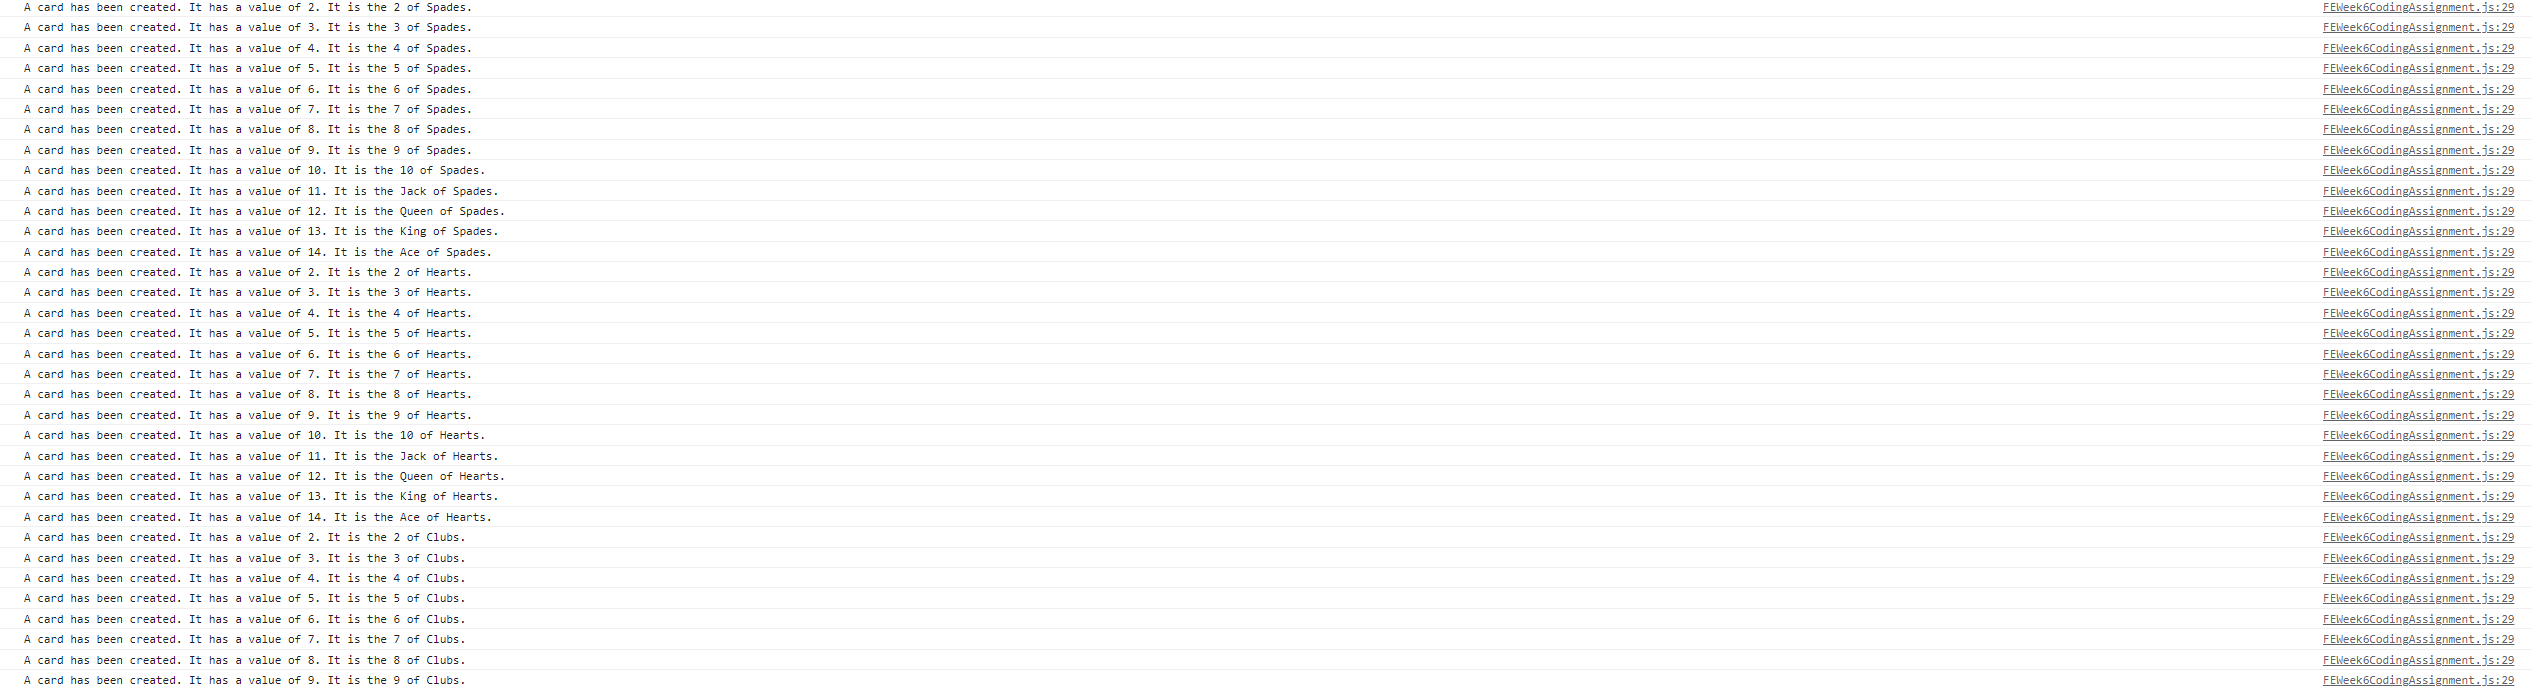 A card has been created. It has a value of 2. It is the 2 of Spades. FEWeek6CodingAssignment.js:29
A card has been created. It has a value of 3. It is the 3 of Spades. FEWeek6CodingAssignment.js:29
A card has been created. It has a value of 4. It is the 4 of Spades. FEWeek6CodingAssignment.js:29
A card has been created. It has a value of 5. It is the 5 of Spades. FEWeek6CodingAssignment.js:29
A card has been created. It has a value of 6. It is the 6 of Spades. FEWeek6CodingAssignment.js:29
A card has been created. It has a value of 7. It is the 7 of Spades. FEWeek6CodingAssignment.js:29
A card has been created. It has a value of 8. It is the 8 of Spades. FEWeek6CodingAssignment.js:29
A card has been created. It has a value of 9. It is the 9 of Spades. FEWeek6CodingAssignment.js:29
A card has been created. It has a value of 10. It is the 10 of Spades. FEWeek6CodingAssignment.js:29
A card has been created. It has a value of 11. It is the Jack of Spades. FEWeek6CodingAssignment.js:29
A card has been created. It has a value of 12. It is the Queen of Spades. FEWeek6CodingAssignment.js:29
A card has been created. It has a value of 13. It is the King of Spades. FEWeek6CodingAssignment.js:29
A card has been created. It has a value of 14. It is the Ace of Spades. FEWeek6CodingAssignment.js:29
A card has been created. It has a value of 2. It is the 2 of Hearts. FEWeek6CodingAssignment.js:29
A card has been created. It has a value of 3. It is the 3 of Hearts. FEWeek6CodingAssignment.js:29
A card has been created. It has a value of 4. It is the 4 of Hearts. FEWeek6CodingAssignment.js:29
A card has been created. It has a value of 5. It is the 5 of Hearts. FEWeek6CodingAssignment.js:29
A card has been created. It has a value of 6. It is the 6 of Hearts. FEWeek6CodingAssignment.js:29
A card has been created. It has a value of 7. It is the 7 of Hearts. FEWeek6CodingAssignment.js:29
A card has been created. It has a value of 8. It is the 8 of Hearts. FEWeek6CodingAssignment.js:29
A card has been created. It has a value of 9. It is the 9 of Hearts. FEWeek6CodingAssignment.js:29
A card has been created. It has a value of 10. It is the 10 of Hearts. FEWeek6CodingAssignment.js:29
A card has been created. It has a value of 11. It is the Jack of Hearts. FEWeek6CodingAssignment.js:29
A card has been created. It has a value of 12. It is the Queen of Hearts. FEWeek6CodingAssignment.js:29
A card has been created. It has a value of 13. It is the King of Hearts. FEWeek6CodingAssignment.js:29
A card has been created. It has a value of 14. It is the Ace of Hearts. FEWeek6CodingAssignment.js:29
A card has been created. It has a value of 2. It is the 2 of Clubs. FEWeek6CodingAssignment.js:29
A card has been created. It has a value of 3. It is the 3 of Clubs. FEWeek6CodingAssignment.js:29
A card has been created. It has a value of 4. It is the 4 of Clubs. FEWeek6CodingAssignment.js:29
A card has been created. It has a value of 5. It is the 5 of Clubs. FEWeek6CodingAssignment.js:29
A card has been created. It has a value of 6. It is the 6 of Clubs. FEWeek6CodingAssignment.js:29
A card has been created. It has a value of 7. It is the 7 of Clubs. FEWeek6CodingAssignment.js:29
A card has been created. It has a value of 8. It is the 8 of Clubs. FEWeek6CodingAssignment.js:29
A card has been created. It has a value of 9. It is the 9 of Clubs. FEWeek6CodingAssignment.js:29